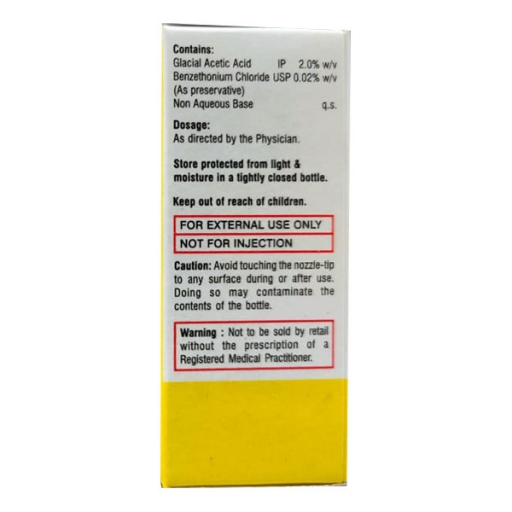 Contains:
Glacial Acetic Acid IP 2.0% w/v
Benzethonium Chloride USP 0.02% w/v
(As preservative)
Non Aqueous Base q.s.
Dosage:
As directed by the Physician.
Store protected from light &
moisture in a tightly closed bottle.
Keep out of reach of children.
FOR EXTERNAL USE ONLY
NOT FOR INJECTION
Caution: Avoid touching the nozzle-tip
to any surface during or after use.
Doing so may contaminate the
contents of the bottle.
Warning : Not to be sold by retail
without the prescription of a
Registered Medical Practitioner.